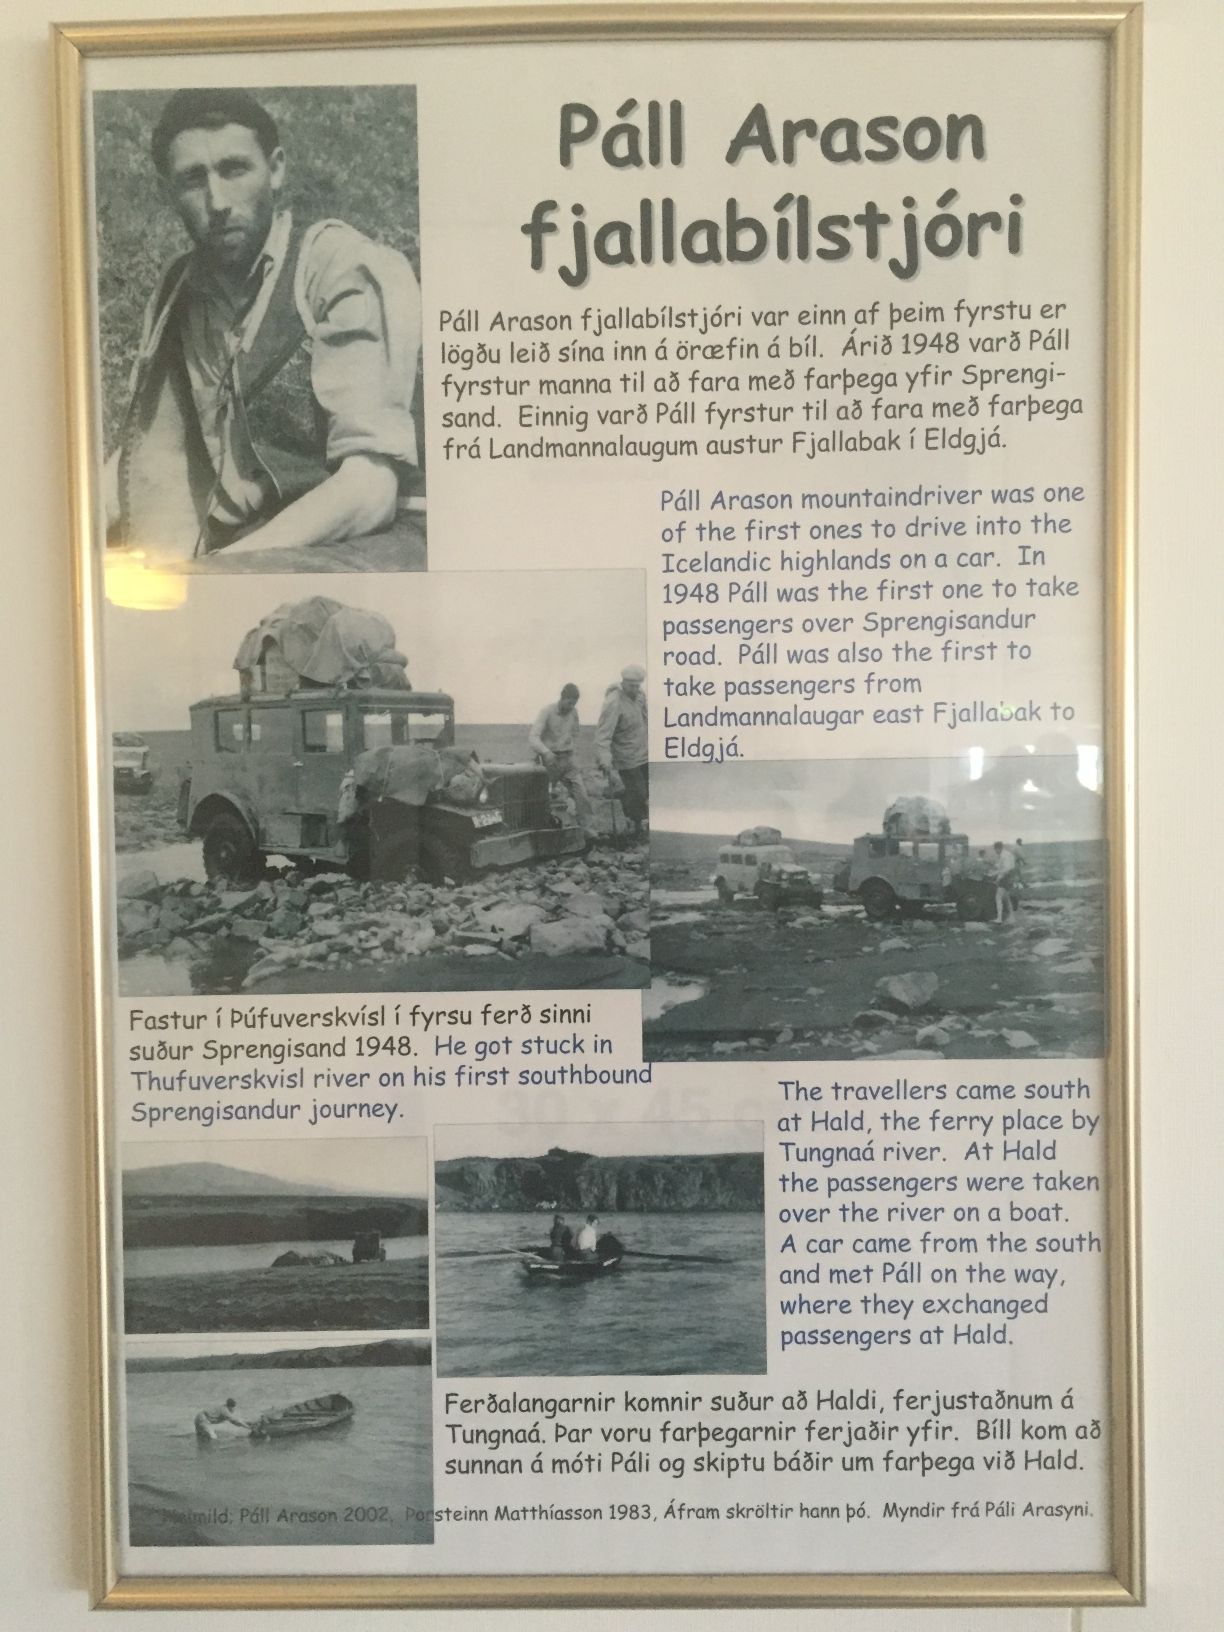 Páll Arason
fjallabílstjóri
Páll Arason fjallabílstjóri var einn af þeim fyrstu er
lögðu leið sína inn á öræfin á bíl. Árið 1948 varð Páll
fyrstur manna til að fara með farþega yfir Sprengi-
sand. Einnig varð Páll fyrstur til að fara með farþega
frá Landmannalaugum austur Fjallabak í Eldgjá.
Páll Arason mountaindriver was one
of the first ones to drive into the
Icelandic highlands on a car. In
1948 Páll was the first one to take
passengers over Sprengisandur
road. Páll was also the first to
take passengers from
Landmannalaugar east Fjallabak to
Eldgjá.
Fastur í Þúfuverskvísl í fyrsu ferð sinni
suður Sprengisand 1948. He got stuck in
Thufuverskvisl river on his first southbound
Sprengisandur journey.
The travellers came south
at Hald, the ferry place by
Tungnaá river. At Hald
the passengers were taken
over the river on a boat.
A car came from the south
and met Páll on the way,
where they exchanged
passengers at Hald.
Ferðalangarnir komnir suður að Haldi, ferjustaðnum á
Tungnaá. Þar voru farþegarnir ferjaðir yfir. Bíll kom að
sunnan á móti Páli og skiptu báðir um farþega við Hald.
Páll Arason 2002, Þorsteinn Matthíasson 1983, Áfram skröltir hann þó. Myndir frá Páli Arasyni.